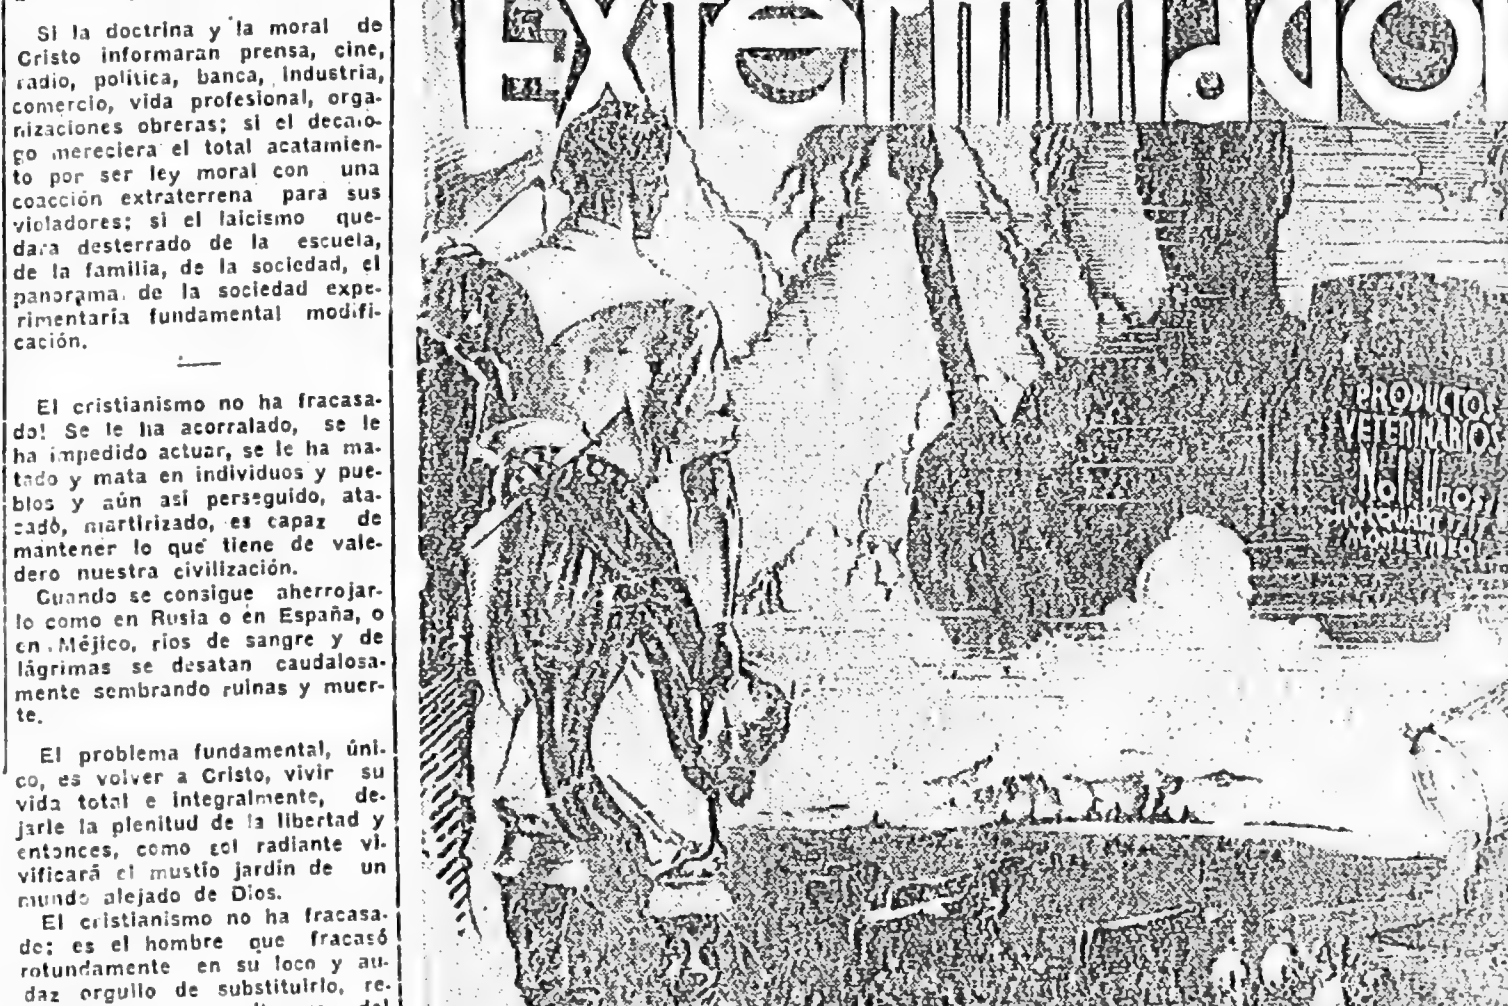 Si la doctrina y la moral de
Cristo informaran prensa, cine,
radio, política, banca, industria,
comercio, vida profesional, orga-
nizaciones obreras; si el decálo-
go mereciera el total acatamien-
to por ser ley moral con una
coacción extraterrena para sus
violadores; si el laicismo que-
dara desterrado de la escuela,
de la familia, de la sociedad, el
panorama de la sociedad expe-
rimentaría fundamental modifi-
cación.
El cristianismo no ha fracasa-
do! Se le ha acorralado, se le
ha impedido actuar, se le ha ma-
tado y mata en individuos y pue-
blos y aún así perseguido, ata-
cado, martirizado, es capaz de
mantener lo que tiene de vale-
dero nuestra civilización.
Cuando se consigue aherrojar-
lo como en Rusia o en España, o
en Méjico, ríos de sangre y de
lágrimas se desatan caudalosa-
mente sembrando ruinas y muer-
te.
El problema fundamental, úni-
co, es volver a Cristo, vivir su
vida total e integralmente, de-
jarle la plenitud de la libertad y
entonces, como sol radiante vi-
vificará el mustio jardín de un
mundo alejado de Dios.
El cristianismo no ha fracasa-
do; es el hombre que fracasó
rotundamente en su loco y au-
daz orgullo de substituirlo, re-
Exterminador
PRODUCTOS
VETERINARIOS
MONTEVIDEO